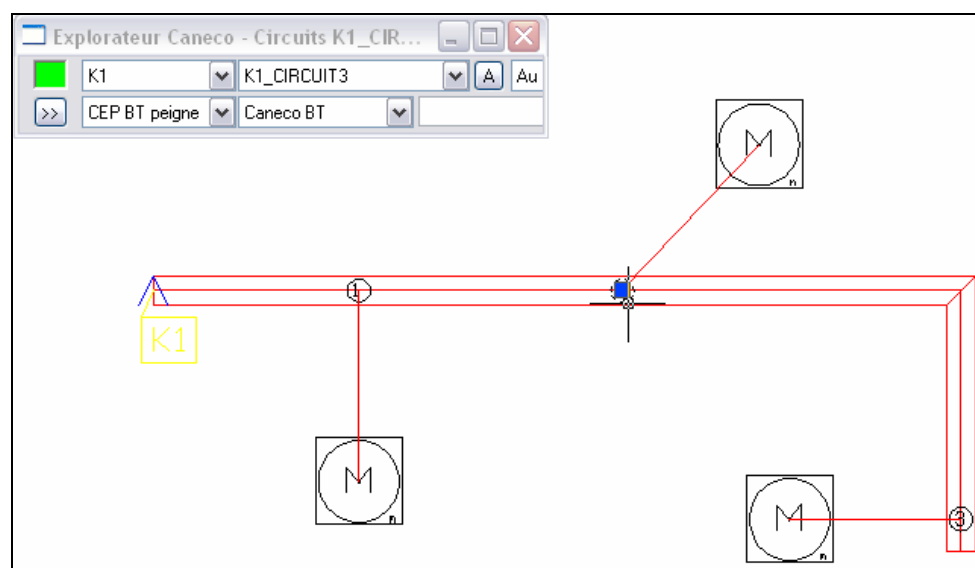 Explorateur Caneco - Circuits K1_CIR...
K1 K1_CIRCUIT3 A Au
>> CEP BT peigne Caneco BT
M
n
1
K1
M
n
M
n
3